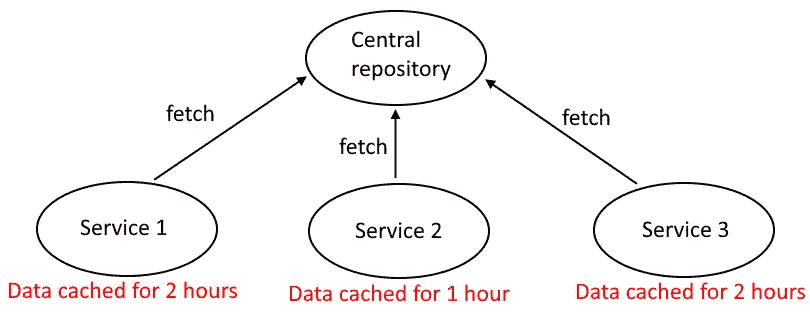 Central
repository
fetch
fetch
fetch
Service 1
Service 2
Service 3
Data cached for 2 hours
Data cached for 1 hour
Data cached for 2 hours